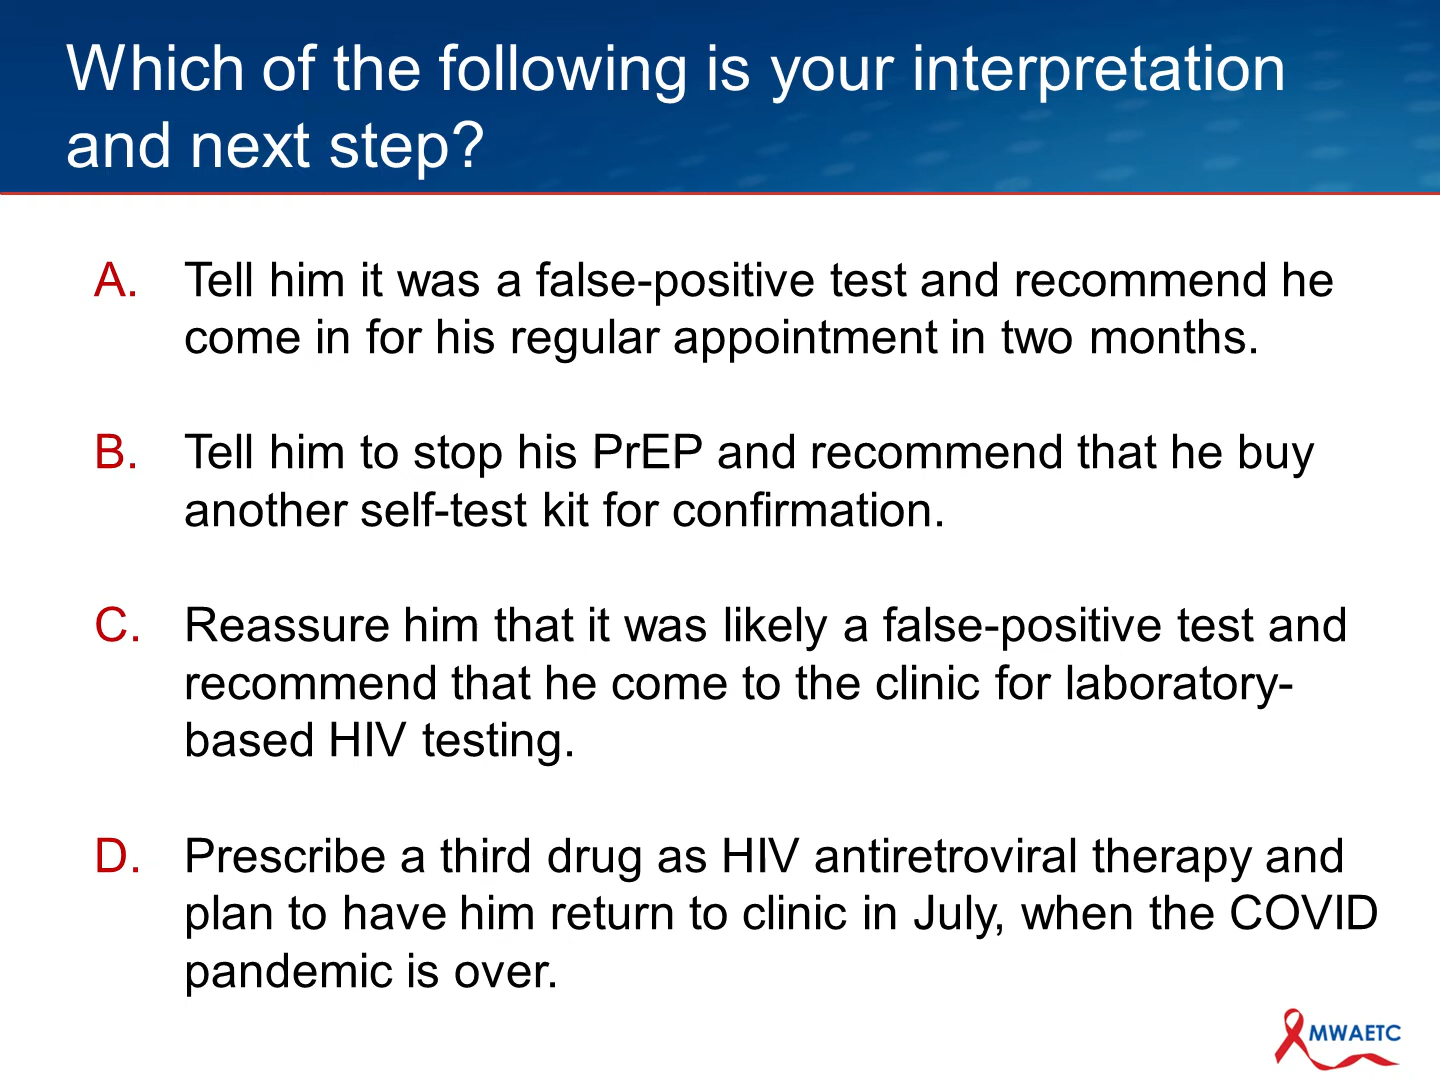 Which of the following is your interpretation
and next step?
A. Tell him it was a false-positive test and recommend he
come in for his regular appointment in two months.
B. Tell him to stop his PrEP and recommend that he buy
another self-test kit for confirmation.
C. Reassure him that it was likely a false-positive test and
recommend that he come to the clinic for laboratory-
based HIV testing.
D. Prescribe a third drug as HIV antiretroviral therapy and
plan to have him return to clinic in July, when the COVID
pandemic is over.
MWAETC